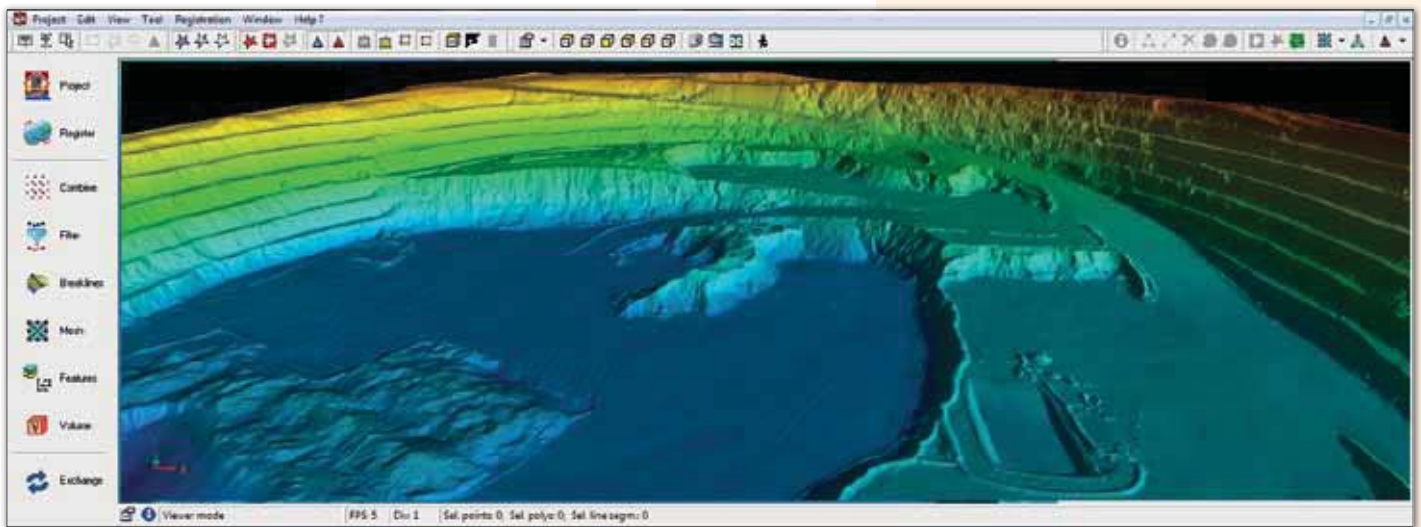 Project Edit View Tool Registration Window Help ?
Project
Register
Combine
Filter
Breaklines
Mesh
Features
Volume
Exchange
Viewer mode FPS 5 Div 1 Sel. points: 0; Sel. polys: 0; Sel. line segm.: 0